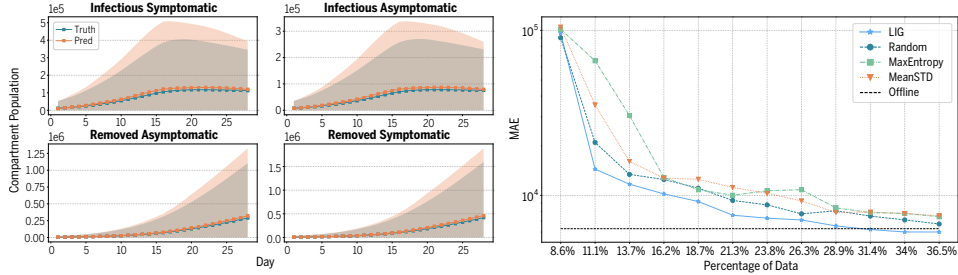 Infectious Symptomatic
1e5
Truth
Pred
5
4
3
2
1
0
0 5 10 15 20 25
Infectious Asymptomatic
1e5
3
2
1
0
0 5 10 15 20 25
Removed Asymptomatic
1e6
1.25
1.00
0.75
0.50
0.25
0.00
0 5 10 15 20 25
Removed Symptomatic
1e6
1.5
1.0
0.5
0.0
0 5 10 15 20 25
Compartment Population
Day
MAE
10^5
10^4
LIG
Random
MaxEntropy
MeanSTD
Offline
8.6% 11.1% 13.7% 16.2% 18.7% 21.3% 23.8% 26.3% 28.9% 31.4% 34% 36.5%
Percentage of Data